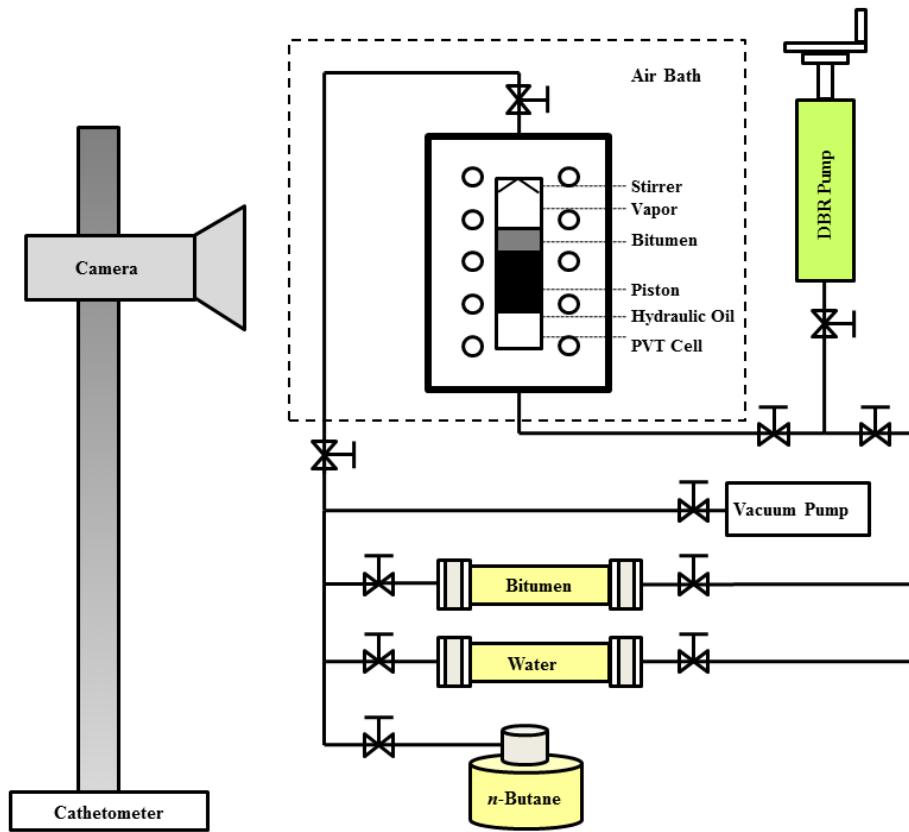 Air Bath
DBR Pump
Stirrer
Vapor
Bitumen
Piston
Hydraulic Oil
PVT Cell
Camera
Vacuum Pump
Bitumen
Water
n-Butane
Cathetometer